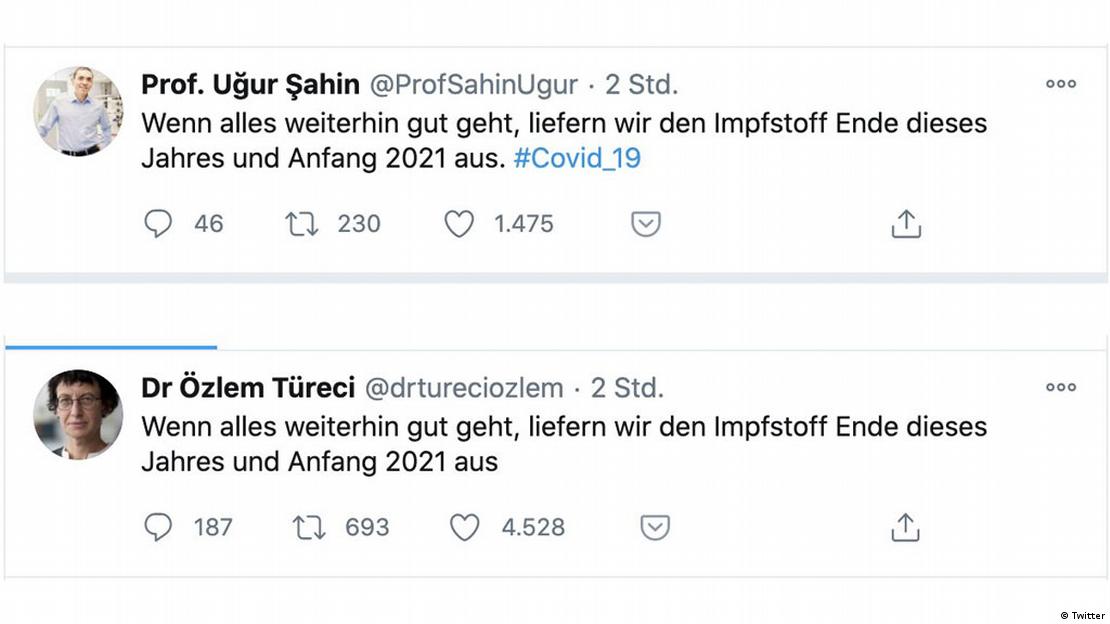 Prof. Uğur Şahin @ProfSahinUgur · 2 Std.
Wenn alles weiterhin gut geht, liefern wir den Impfstoff Ende dieses
Jahres und Anfang 2021 aus. #Covid_19
46 230 1.475
Dr Özlem Türeci @drtureciozlem · 2 Std.
Wenn alles weiterhin gut geht, liefern wir den Impfstoff Ende dieses
Jahres und Anfang 2021 aus
187 693 4.528
© Twitter